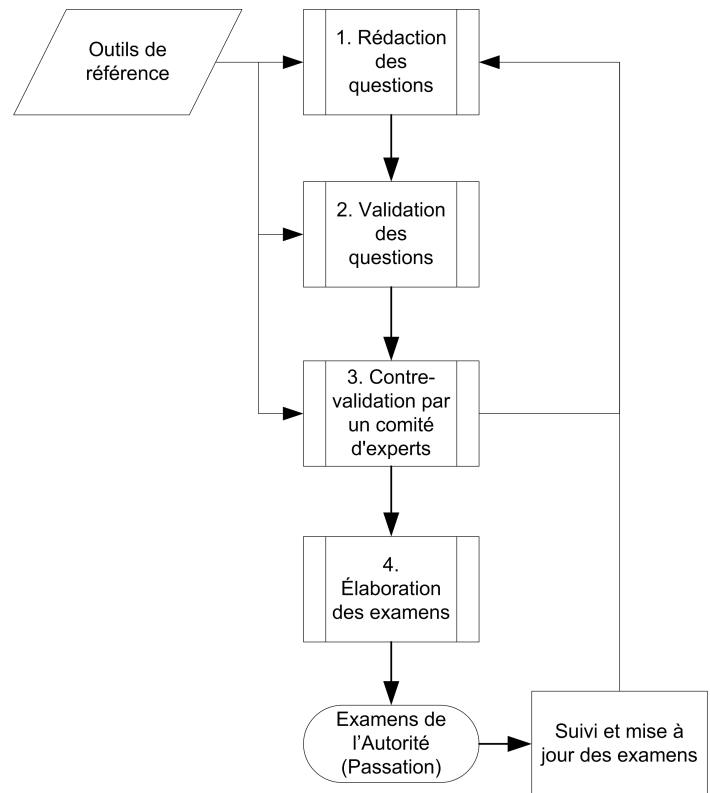 Outils de
référence
1. Rédaction
des
questions
2. Validation
des
questions
3. Contre-
validation par
un comité
d'experts
4.
Élaboration
des examens
Examens de
l’Autorité
(Passation)
Suivi et mise à
jour des examens